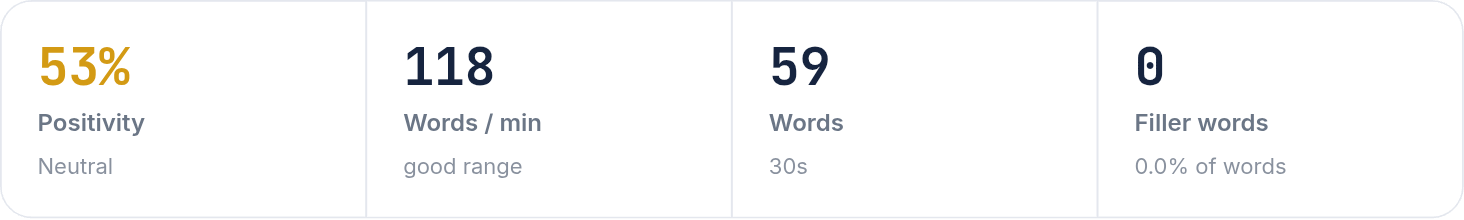 53%
118
59
0
Positivity
Words / min
Words
Filler words
Neutral
good range
30s
0.0% of words